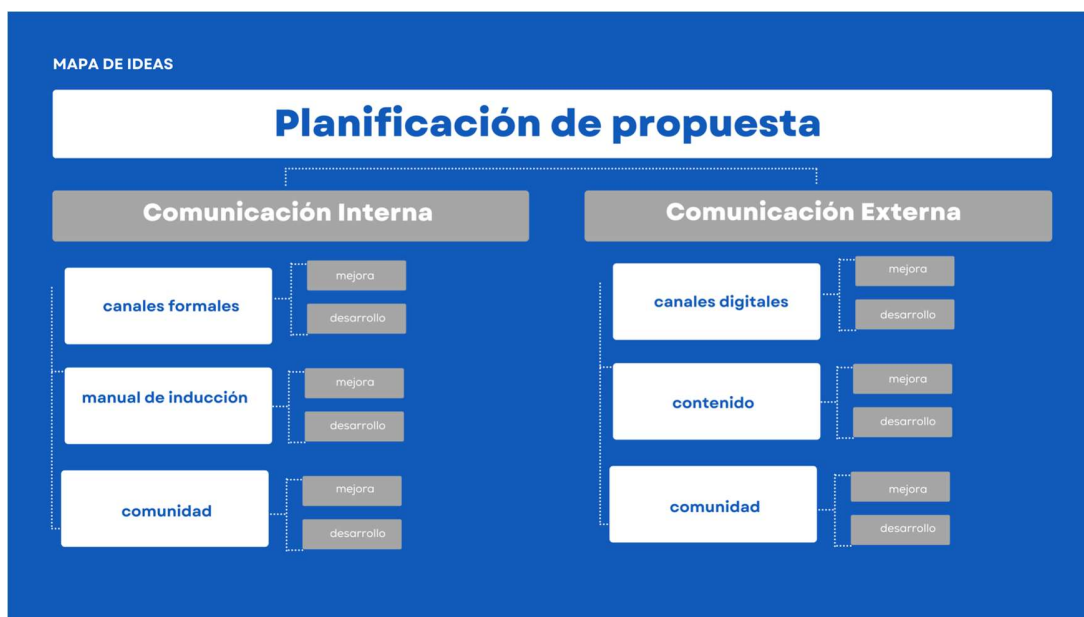 MAPA DE IDEAS
Planificación de propuesta
Comunicación Interna
canales formales
mejora
desarrollo
manual de inducción
mejora
desarrollo
comunidad
mejora
desarrollo
Comunicación Externa
canales digitales
mejora
desarrollo
contenido
mejora
desarrollo
comunidad
mejora
desarrollo